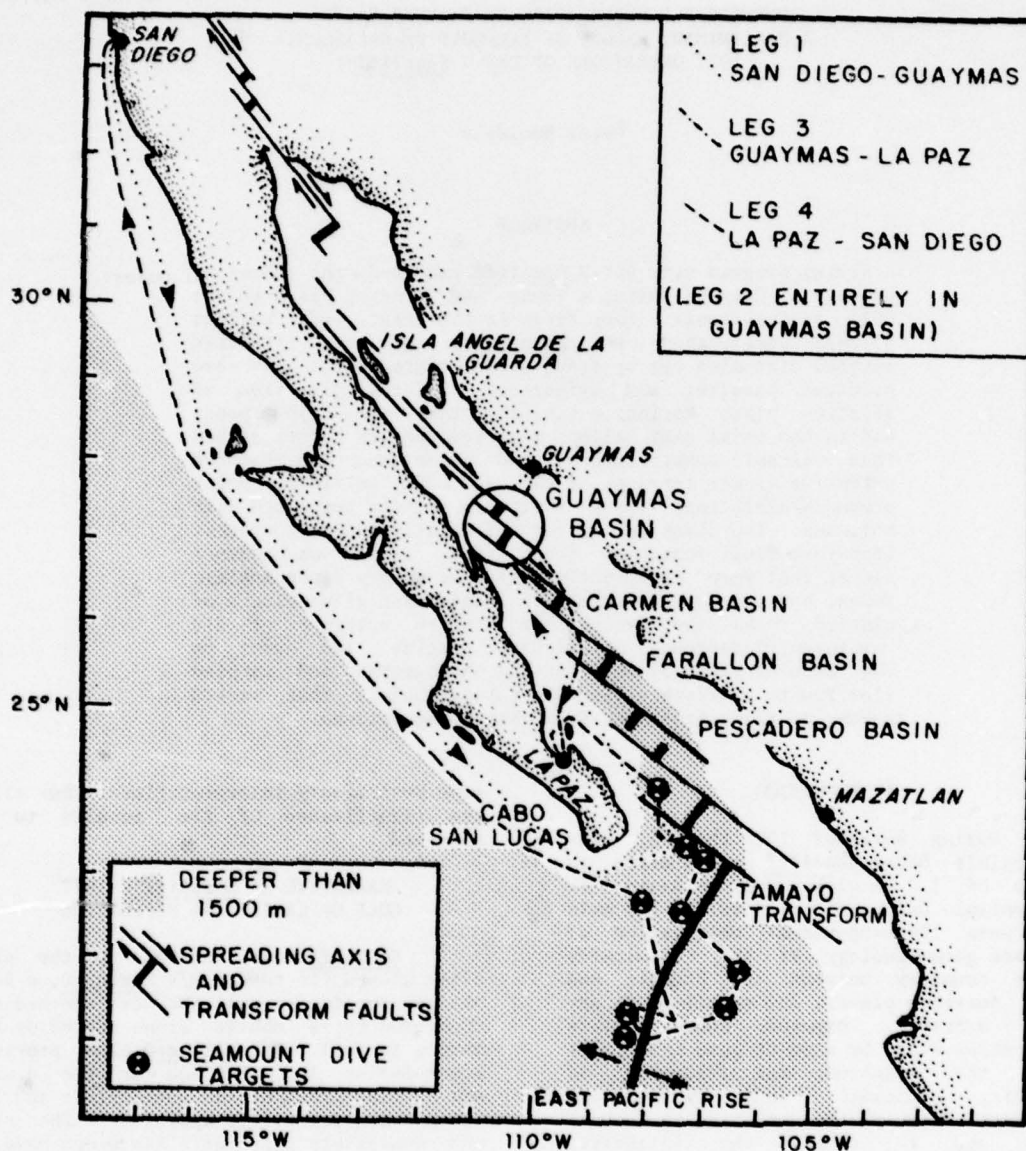 SAN
DIEGO
LEG 1
SAN DIEGO-GUAYMAS
LEG 3
GUAYMAS - LA PAZ
LEG 4
LA PAZ - SAN DIEGO
(LEG 2 ENTIRELY IN
GUAYMAS BASIN)
30°N
ISLA ANGEL DE LA
GUARDA
GUAYMAS
GUAYMAS
BASIN
CARMEN BASIN
FARALLON BASIN
25°N
PESCADERO BASIN
LA PAZ
MAZATLAN
CABO
SAN LUCAS
TAMAYO
TRANSFORM
DEEPER THAN
1500 m
SPREADING AXIS
AND
TRANSFORM FAULTS
SEAMOUNT DIVE
TARGETS
EAST PACIFIC RISE
115°W
110°W
105°W